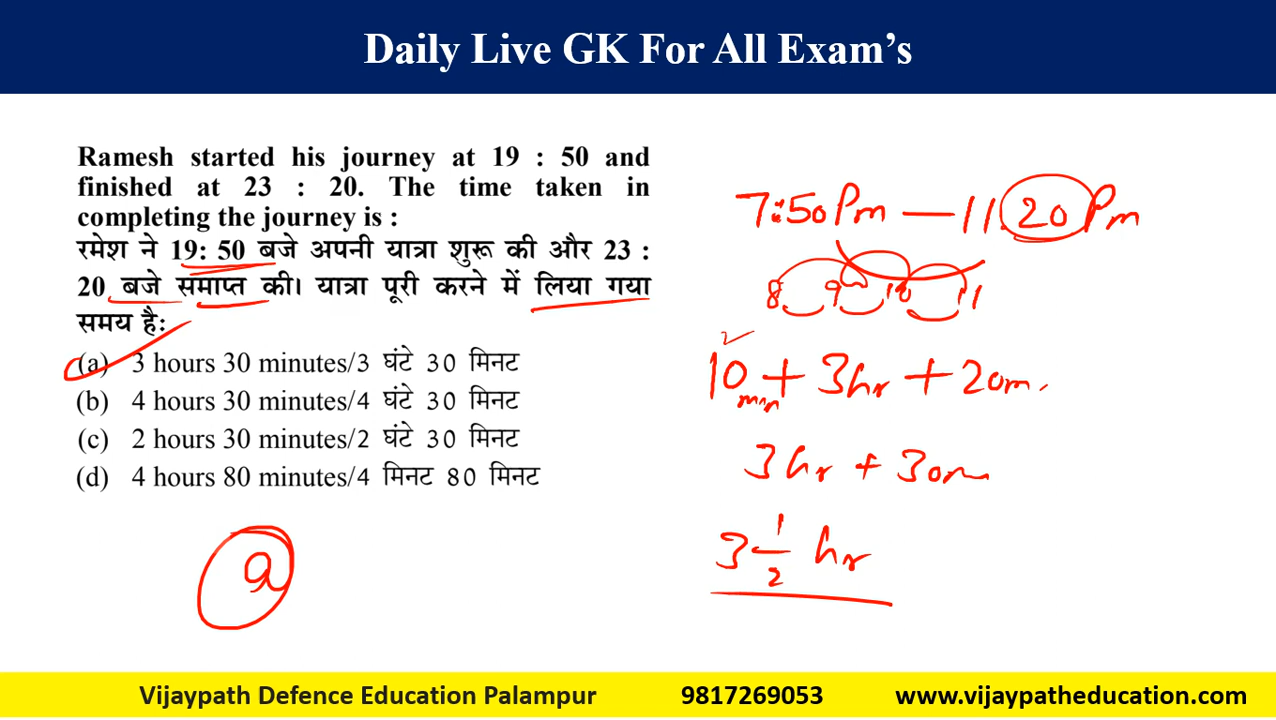 Daily Live GK For All Exam's
Ramesh started his journey at 19 : 50 and
finished at 23 : 20. The time taken in
completing the journey is :
रमेश ने 19: 50 बजे अपनी यात्रा शुरू की और 23 :
20 बजे समाप्त की। यात्रा पूरी करने में लिया गया
समय है:
(a) 3 hours 30 minutes/3 घंटे 30 मिनट
(b) 4 hours 30 minutes/4 घंटे 30 मिनट
(c) 2 hours 30 minutes/2 घंटे 30 मिनट
(d) 4 hours 80 minutes/4 मिनट 80 मिनट
a
7:50 Pm — 11.20 Pm
8 9 10 11
10 min + 3hr + 20m.
3 hr + 30m
3 1/2 hr
Vijaypath Defence Education Palampur 9817269053 www.vijaypatheducation.com